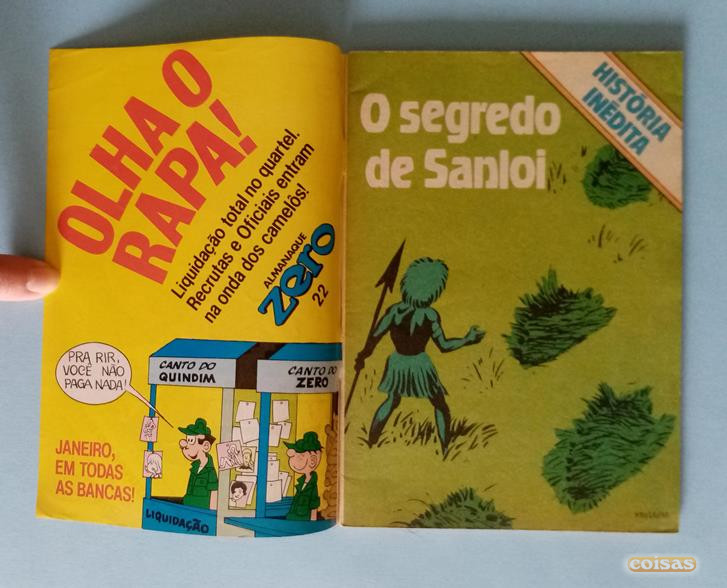 OLHA O
RAPA!
Liquidação total no quartel.
Recrutas e Oficiais entram
na onda dos camelôs!
ALMANAQUE
zero
22
PRA RIR,
VOCÊ NÃO
PAGA NADA!
CANTO DO
QUINDIM
CANTO DO
ZERO
JANEIRO,
EM TODAS
AS BANCAS!
LIQUIDAÇÃO
O segredo
de Sanloi
HISTÓRIA
INÉDITA
coisas